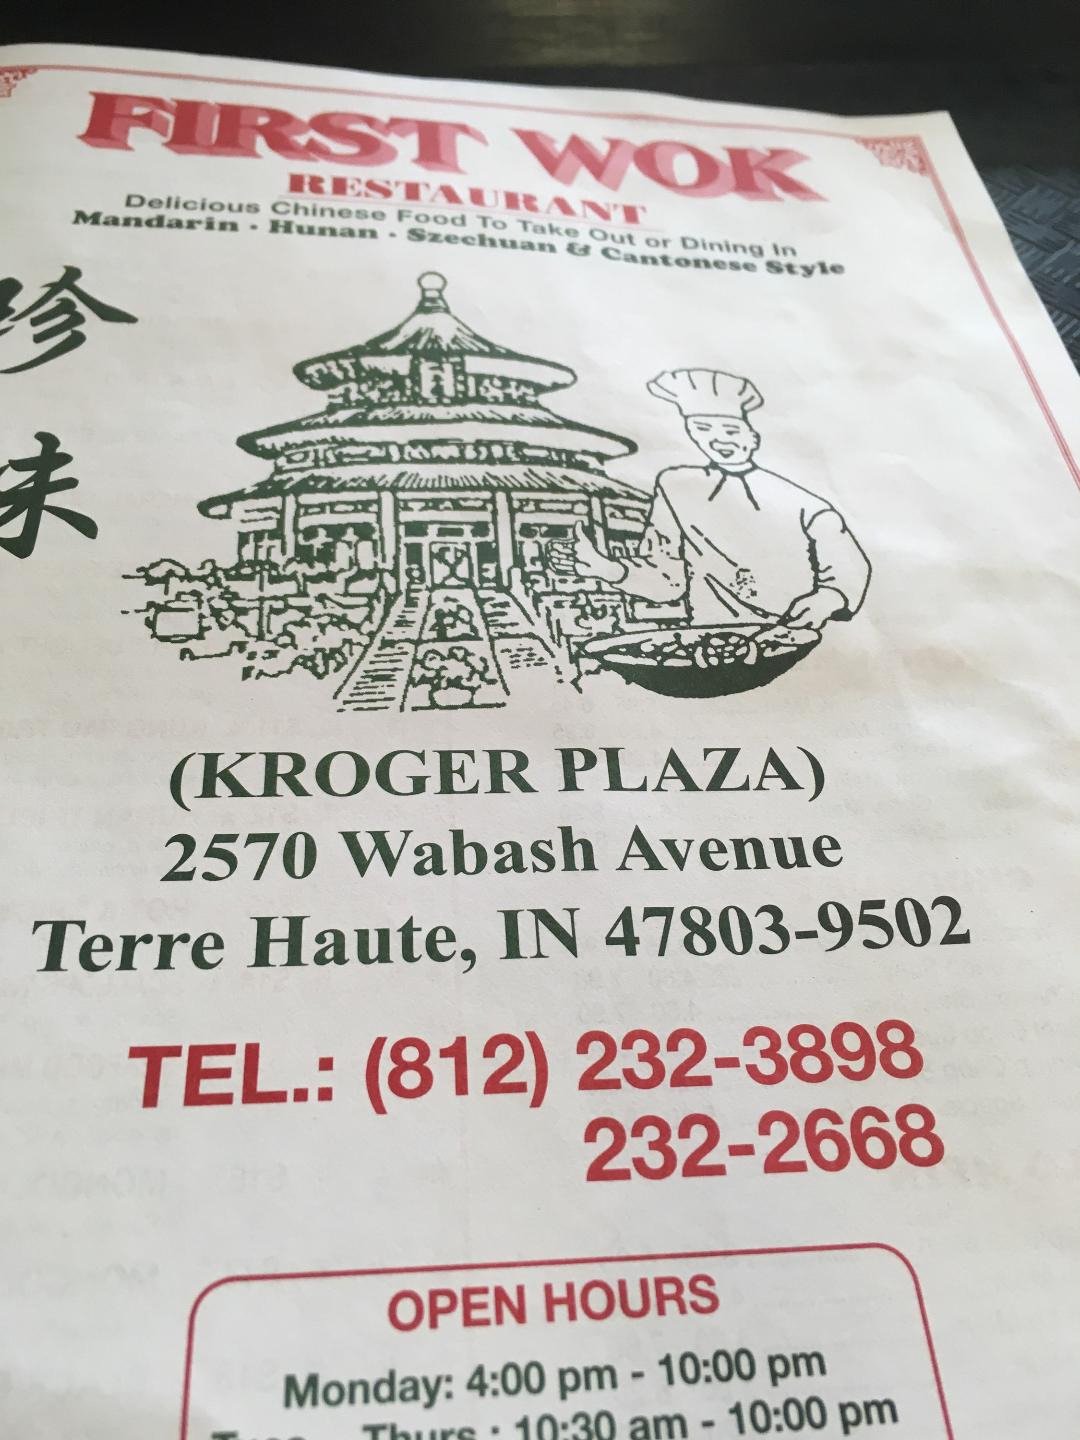 FIRST WOK
RESTAURANT
Delicious Chinese Food To Take Out or Dining In
Mandarin · Hunan · Szechuan & Cantonese Style
珍
味
(KROGER PLAZA)
2570 Wabash Avenue
Terre Haute, IN 47803-9502
TEL.: (812) 232-3898
232-2668
OPEN HOURS
Monday: 4:00 pm - 10:00 pm
Thurs.: 10:30 am - 10:00 pm